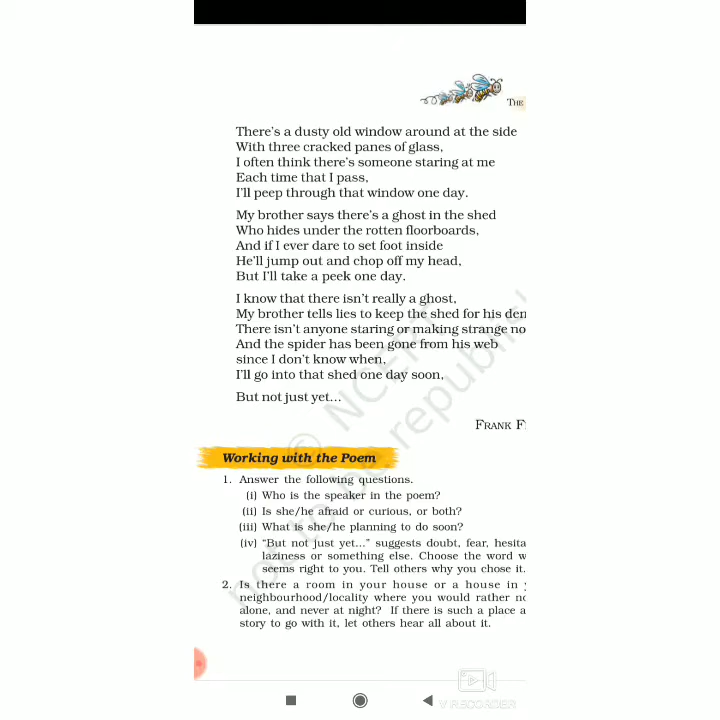 THE
There's a dusty old window around at the side
With three cracked panes of glass,
I often think there's someone staring at me
Each time that I pass,
I'll peep through that window one day.
My brother says there's a ghost in the shed
Who hides under the rotten floorboards,
And if I ever dare to set foot inside
He'll jump out and chop off my head,
But I'll take a peek one day.
I know that there isn't really a ghost,
My brother tells lies to keep the shed for his den
There isn't anyone staring or making strange
And the spider has been gone from his web
since I don't know when,
I'll go into that shed one day soon,
But not just yet...
FRANK
Working with the Poem
1. Answer the following questions.
(i) Who is the speaker in the poem?
(ii) Is she/he afraid or curious, or both?
(iii) What is she/he planning to do soon?
(iv) "But not just yet..." suggests doubt, fear,
laziness or something else. Choose the word
seems right to you. Tell others why you chose it.
2. Is there a room in your house or a house in
neighbourhood/locality where you would rather
alone, and never at night? If there is such a place
story to go with it, let others hear all about it.
© NCERT
not to be republis
V RECORDER